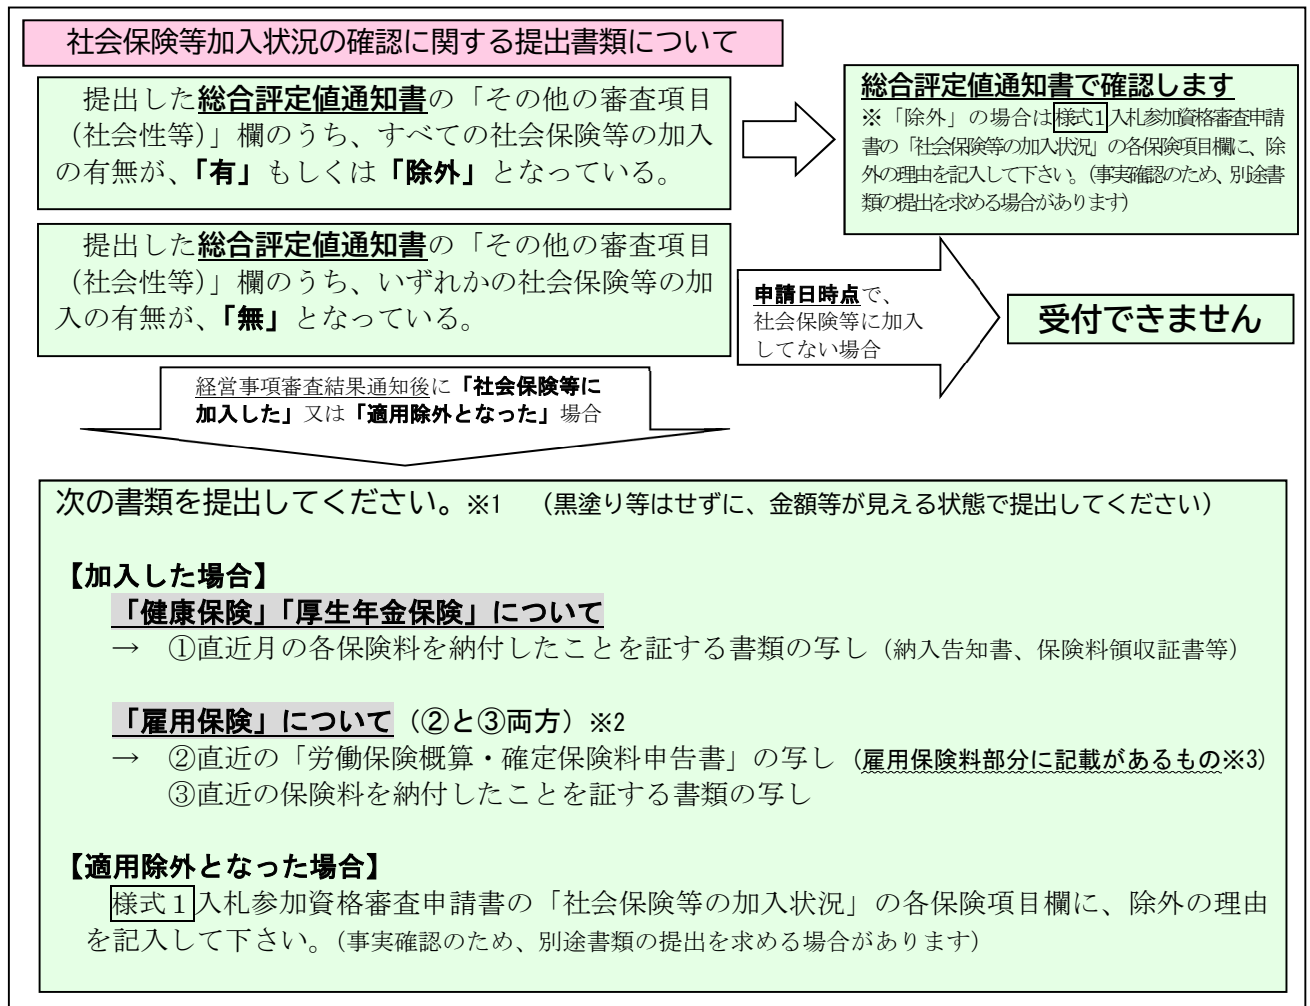 社会保険等加入状況の確認に関する提出書類について
提出した総合評定値通知書の「その他の審査項目
(社会性等)」欄のうち、すべての社会保険等の加入
の有無が、「有」もしくは「除外」となっている。
総合評定値通知書で確認します
※「除外」の場合は様式1入札参加資格審査申請
書の「社会保険等の加入状況」の各保険項目欄に、除
外の理由を記入して下さい。(事実確認のため、別途書
類の提出を求める場合があります)
提出した総合評定値通知書の「その他の審査項目
(社会性等)」欄のうち、いずれかの社会保険等の加
入の有無が、「無」となっている。
申請日時点で、
社会保険等に加入
してない場合
受付できません
経営事項審査結果通知後に「社会保険等に
加入した」又は「適用除外となった」場合
次の書類を提出してください。※1 (黒塗り等はせずに、金額等が見える状態で提出してください)
【加入した場合】
「健康保険」「厚生年金保険」について
→ ①直近月の各保険料を納付したことを証する書類の写し(納入告知書、保険料領収証書等)
「雇用保険」について(②と③両方)※2
→ ②直近の「労働保険概算・確定保険料申告書」の写し(雇用保険料部分に記載があるもの※3)
③直近の保険料を納付したことを証する書類の写し
【適用除外となった場合】
様式1入札参加資格審査申請書の「社会保険等の加入状況」の各保険項目欄に、除外の理由
を記入して下さい。(事実確認のため、別途書類の提出を求める場合があります)